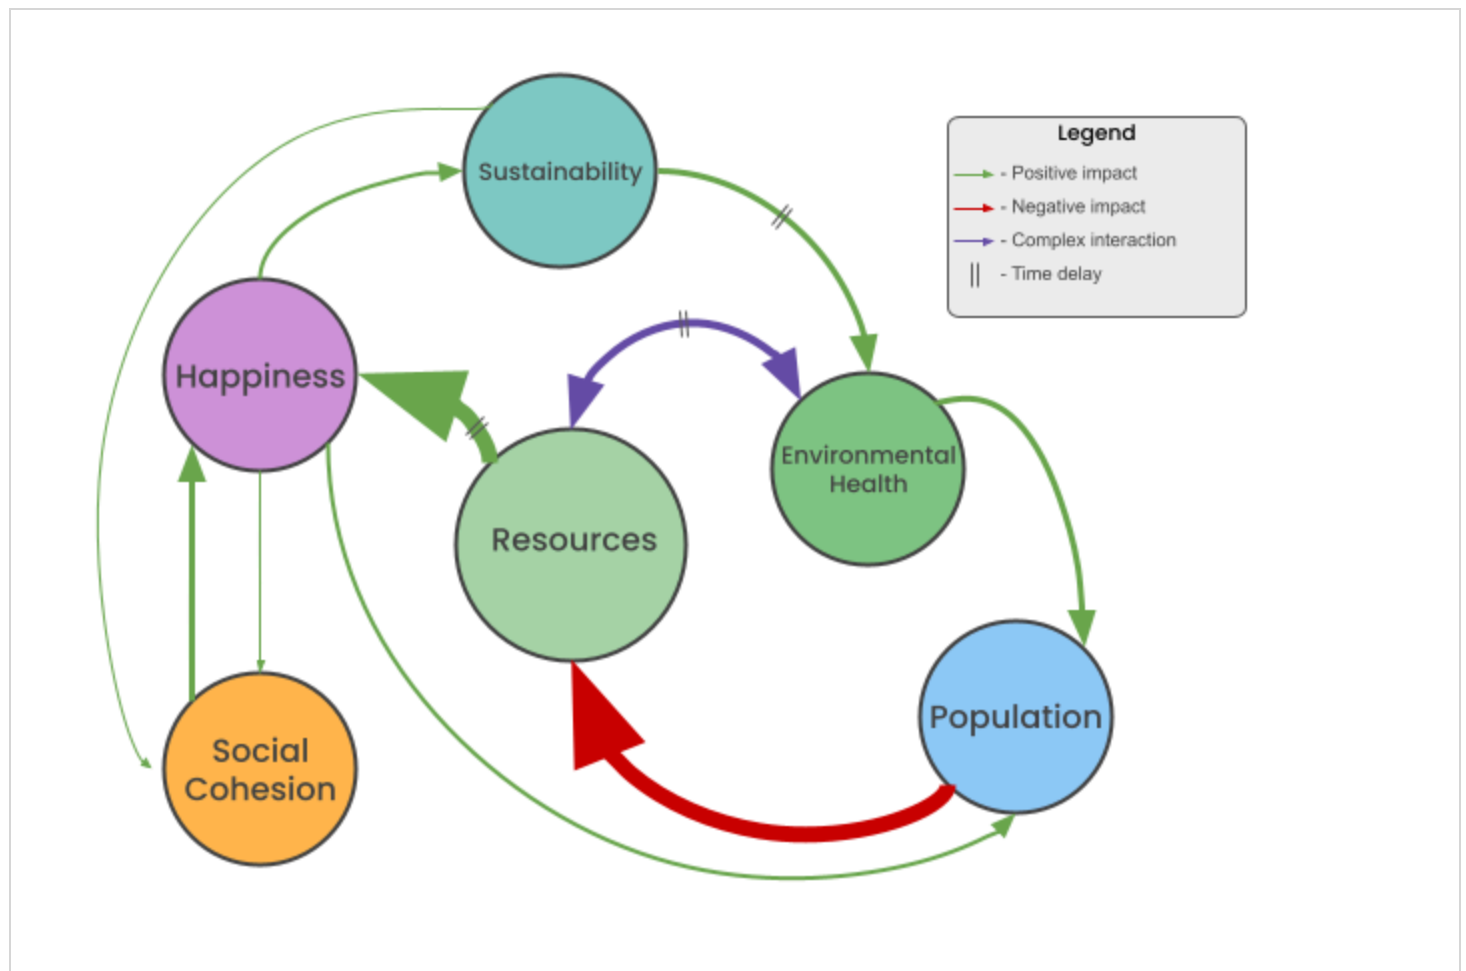 Sustainability
Legend
- Positive impact
- Negative impact
- Complex interaction
- Time delay
Happiness
Environmental
Health
Resources
Population
Social
Cohesion